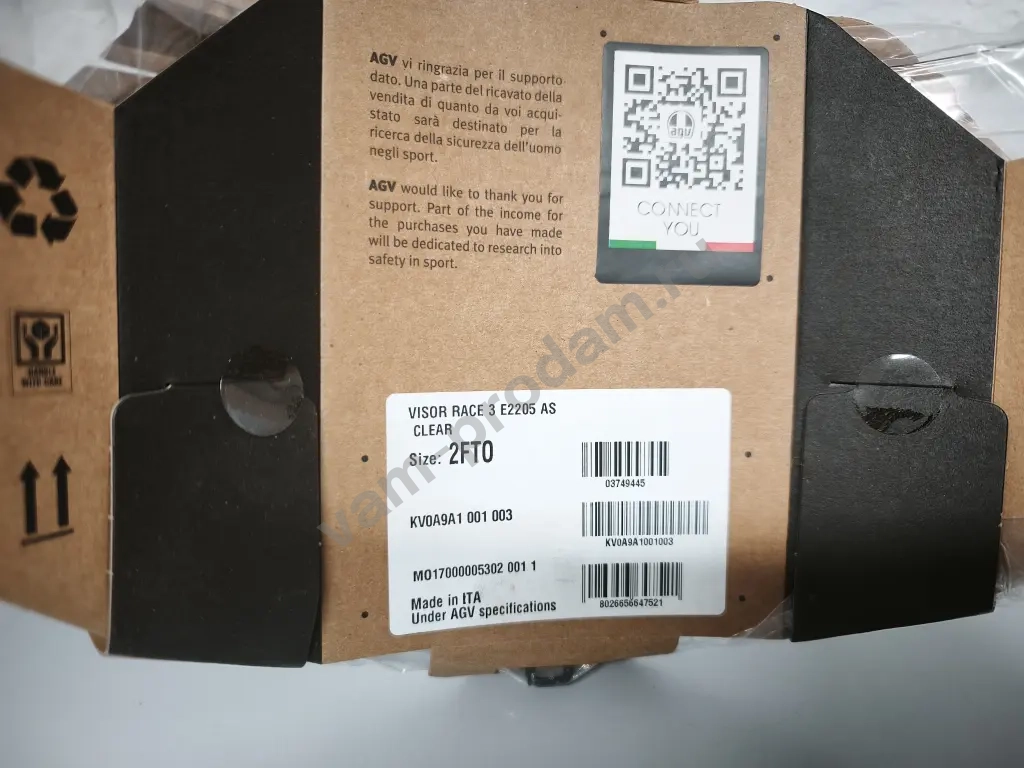 AGV vi ringrazia per il supporto
dato. Una parte del ricavato della
vendita di quanto da voi acqui-
stato sarà destinato per la
ricerca della sicurezza dell'uomo
negli sport.
AGV would like to thank you for
support. Part of the income for
the purchases you have made
will be dedicated to research into
safety in sport.
agv
CONNECT
YOU
HANDLE
WITH CARE
VISOR RACE 3 E2205 AS
CLEAR
Size: 2FTO
03749445
KV0A9A1 001 003
KV0A9A1001003
MO17000005302 001 1
8026656647521
Made in ITA
Under AGV specifications